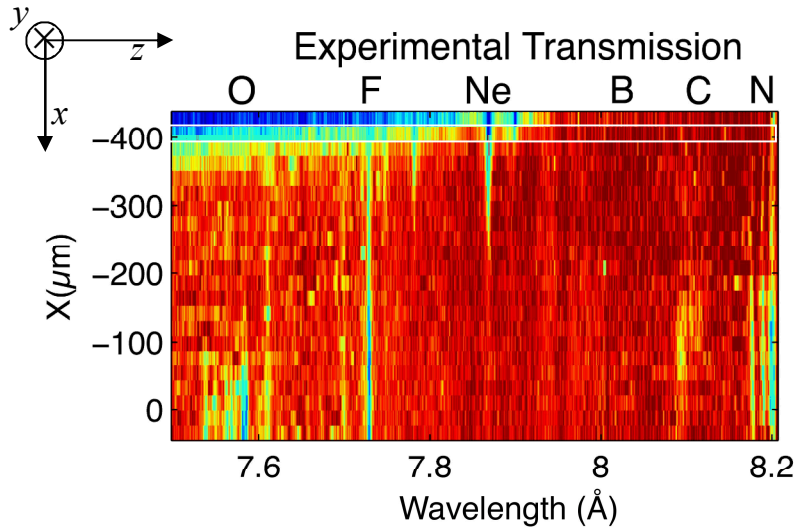 y
z
x
Experimental Transmission
O F Ne B C N
−400
−300
−200
−100
0
X(μm)
7.6 7.8 8 8.2
Wavelength (Å)